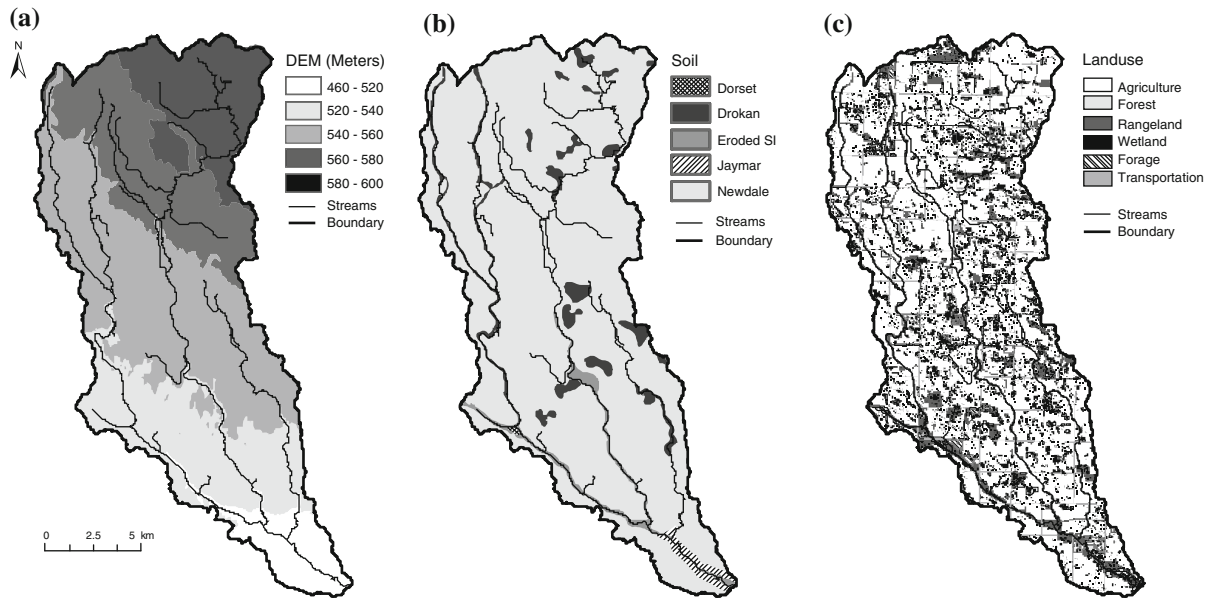 (a)
N
DEM (Meters)
460 - 520
520 - 540
540 - 560
560 - 580
580 - 600
Streams
Boundary
0 2.5 5 km
(b)
Soil
Dorset
Drokan
Eroded SI
Jaymar
Newdale
Streams
Boundary
(c)
Landuse
Agriculture
Forest
Rangeland
Wetland
Forage
Transportation
Streams
Boundary